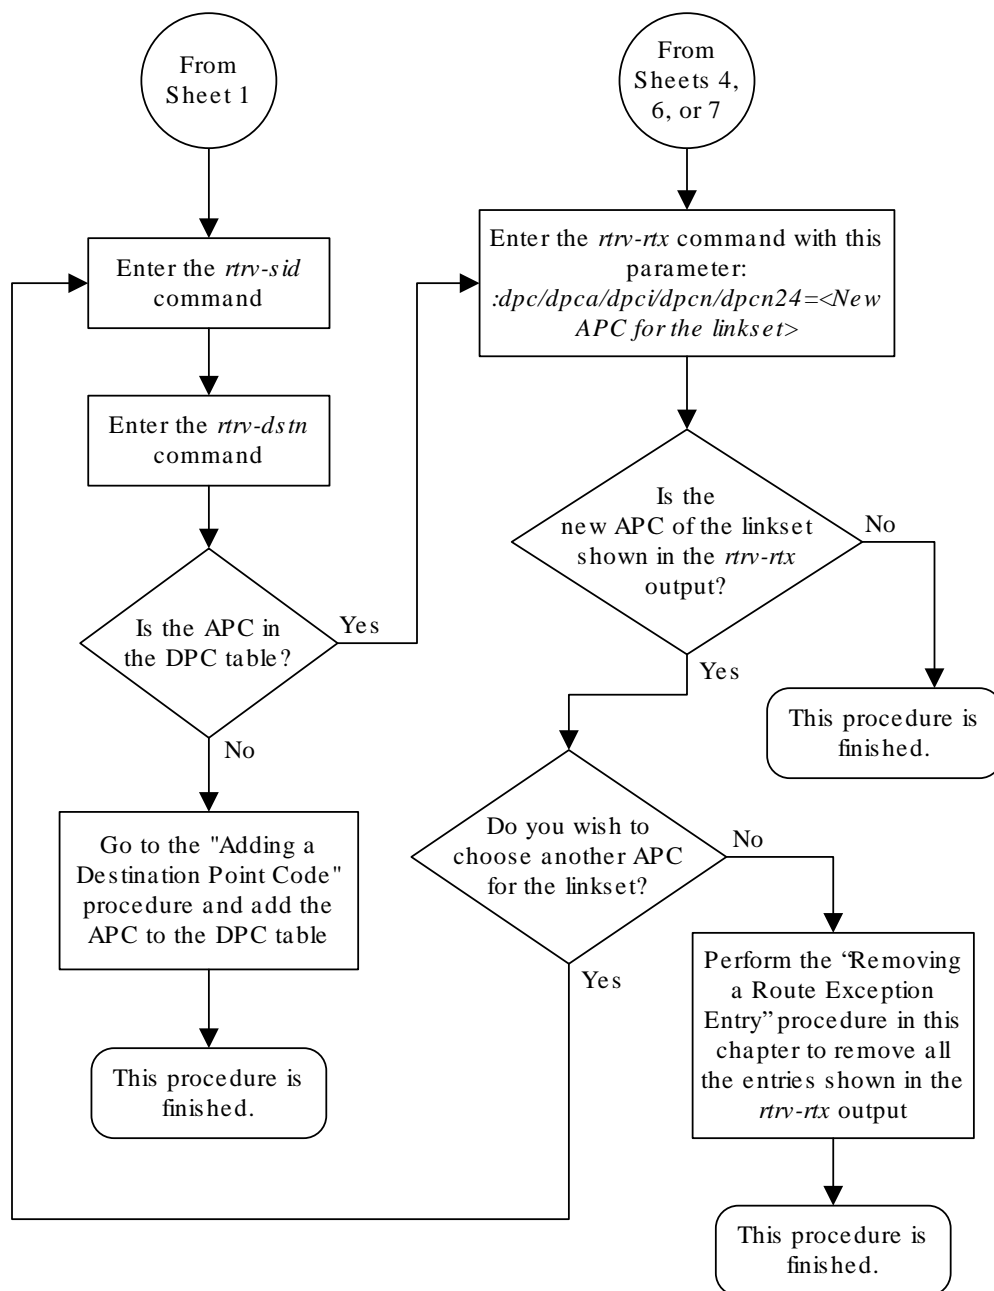 From
Sheet 1
Enter the rtrv-sid
command
Enter the rtrv-dstn
command
Is the APC in
the DPC table?
Yes
No
Go to the "Adding a
Destination Point Code"
procedure and add the
APC to the DPC table
This procedure is
finished.
From
Sheets 4,
6, or 7
Enter the rtrv-rtx command with this
parameter:
:dpc/dpca/dpci/dpcn/dpcn24=<New
APC for the linkset>
Is the
new APC of the linkset
shown in the rtrv-rtx
output?
No
Yes
This procedure is
finished.
Do you wish to
choose another APC
for the linkset?
No
Yes
Perform the “Removing
a Route Exception
Entry” procedure in this
chapter to remove all
the entries shown in the
rtrv-rtx output
This procedure is
finished.